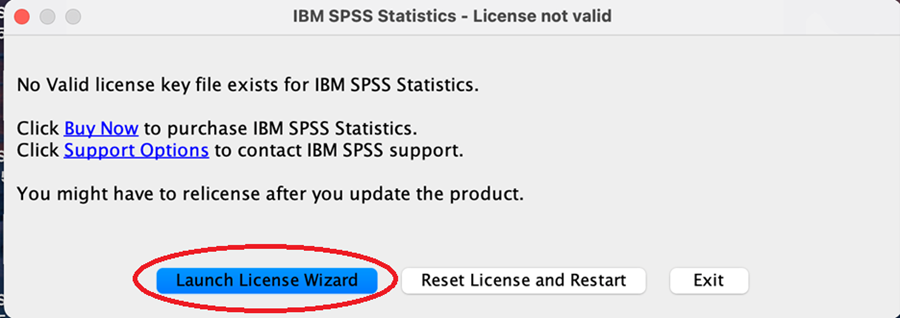 IBM SPSS Statistics - License not valid
No Valid license key file exists for IBM SPSS Statistics.
Click Buy Now to purchase IBM SPSS Statistics.
Click Support Options to contact IBM SPSS support.
You might have to relicense after you update the product.
Launch License Wizard Reset License and Restart Exit